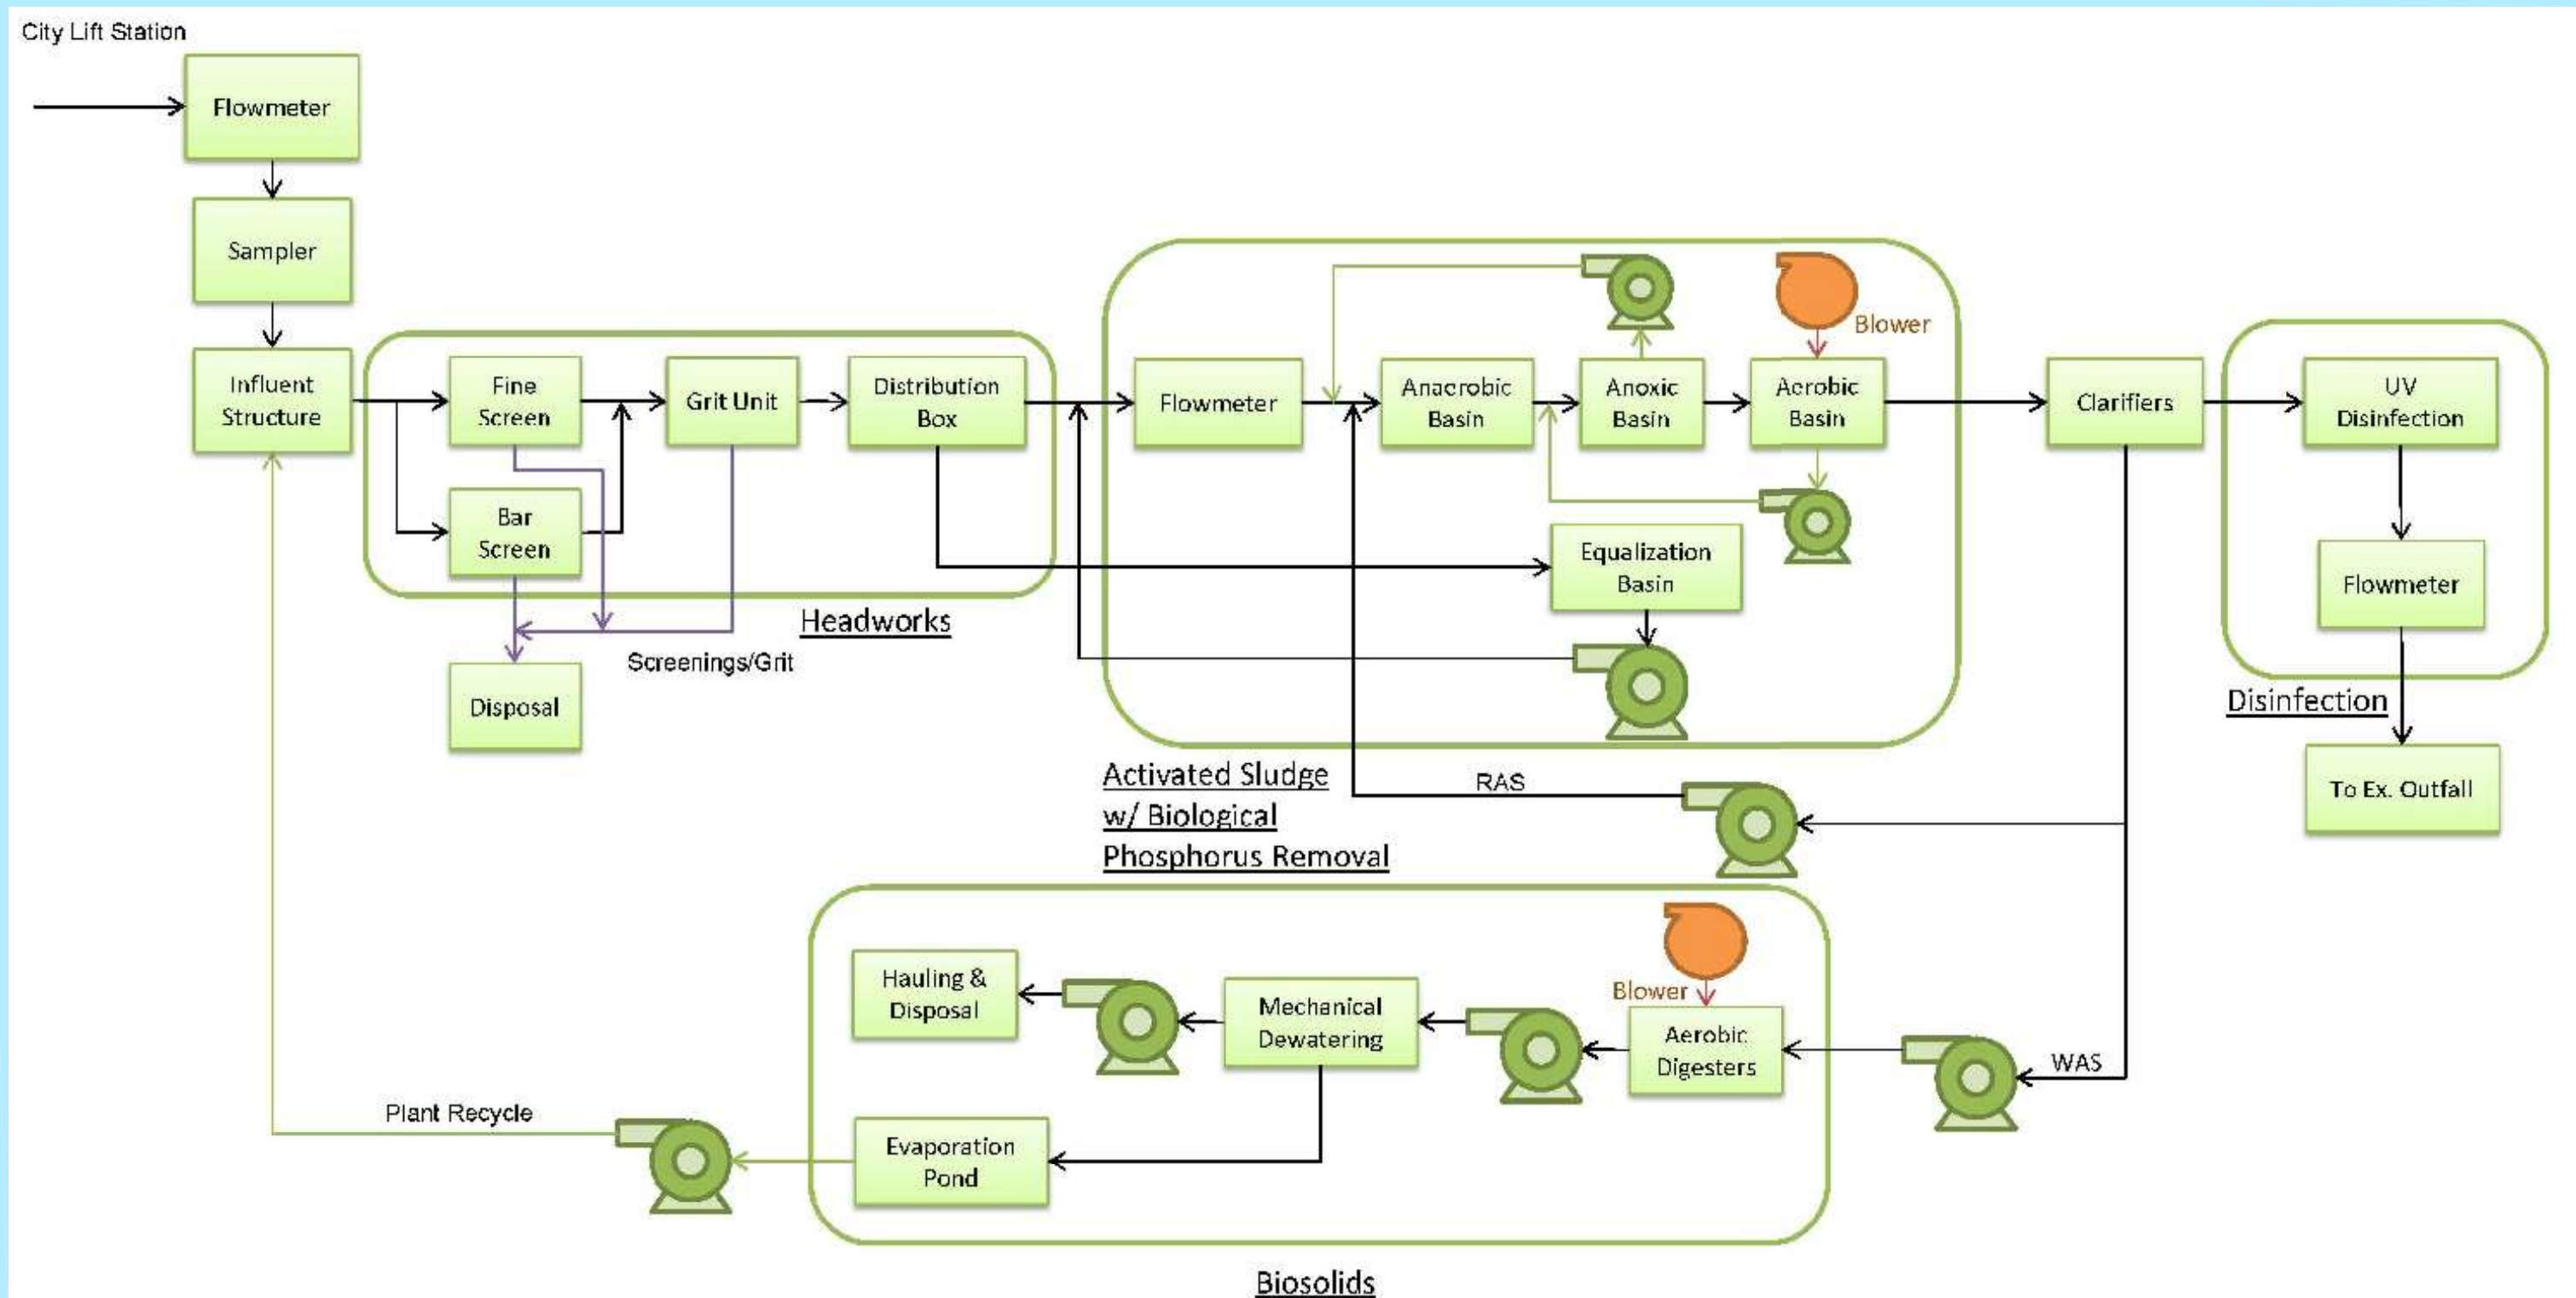 City Lift Station
Flowmeter
Sampler
Influent
Structure
Fine
Screen
Bar
Screen
Grit Unit
Distribution
Box
Headworks
Screenings/Grit
Disposal
Flowmeter
Anaerobic
Basin
Anoxic
Basin
Blower
Aerobic
Basin
Equalization
Basin
Activated Sludge
w/ Biological
Phosphorus Removal
RAS
Clarifiers
UV
Disinfection
Flowmeter
Disinfection
To Ex. Outfall
WAS
Blower
Aerobic
Digesters
Mechanical
Dewatering
Hauling &
Disposal
Evaporation
Pond
Plant Recycle
Biosolids